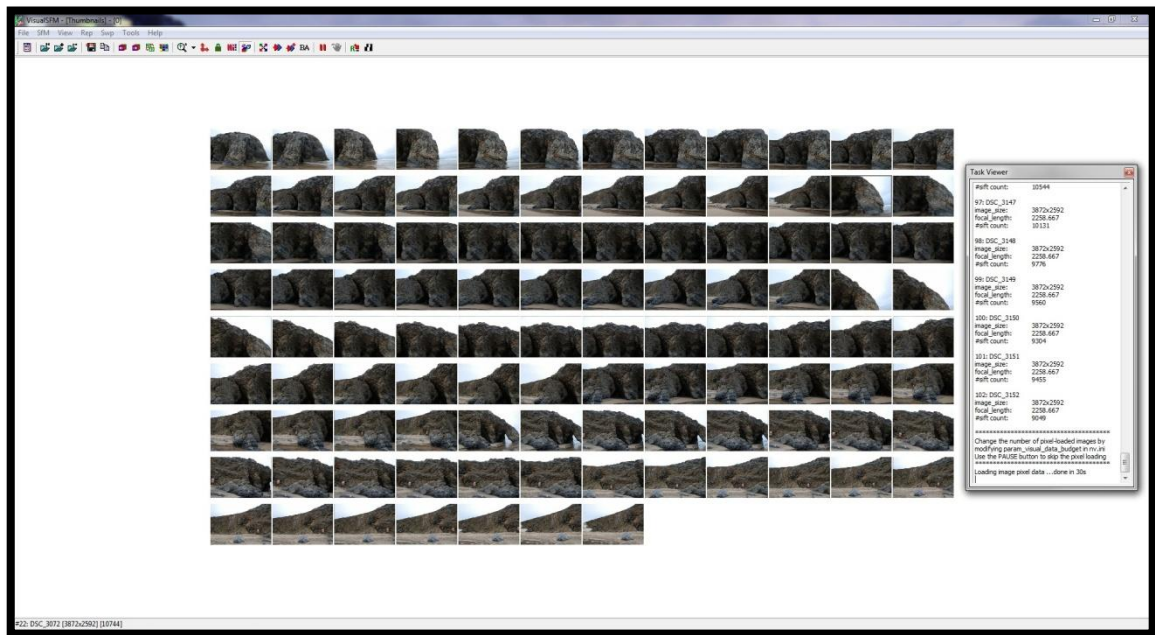 VisualSFM - [Thumbnails] - [0]
File SfM View Rep Swp Tools Help
BA
Task Viewer
#sift count: 10544
97: DSC_3147
image_size: 3872x2592
focal_length: 2258.667
#sift count: 10131
98: DSC_3148
image_size: 3872x2592
focal_length: 2258.667
#sift count: 9776
99: DSC_3149
image_size: 3872x2592
focal_length: 2258.667
#sift count: 9560
100: DSC_3150
image_size: 3872x2592
focal_length: 2258.667
#sift count: 9304
101: DSC_3151
image_size: 3872x2592
focal_length: 2258.667
#sift count: 9455
102: DSC_3152
image_size: 3872x2592
focal_length: 2258.667
#sift count: 9049
Change the number of pixel-loaded images by
modifying param_visual_data_budget in nv.ini
Use the PAUSE button to skip the pixel loading
Loading image pixel data ...done in 30s
#22: DSC_3072 [3872x2592] [10744]